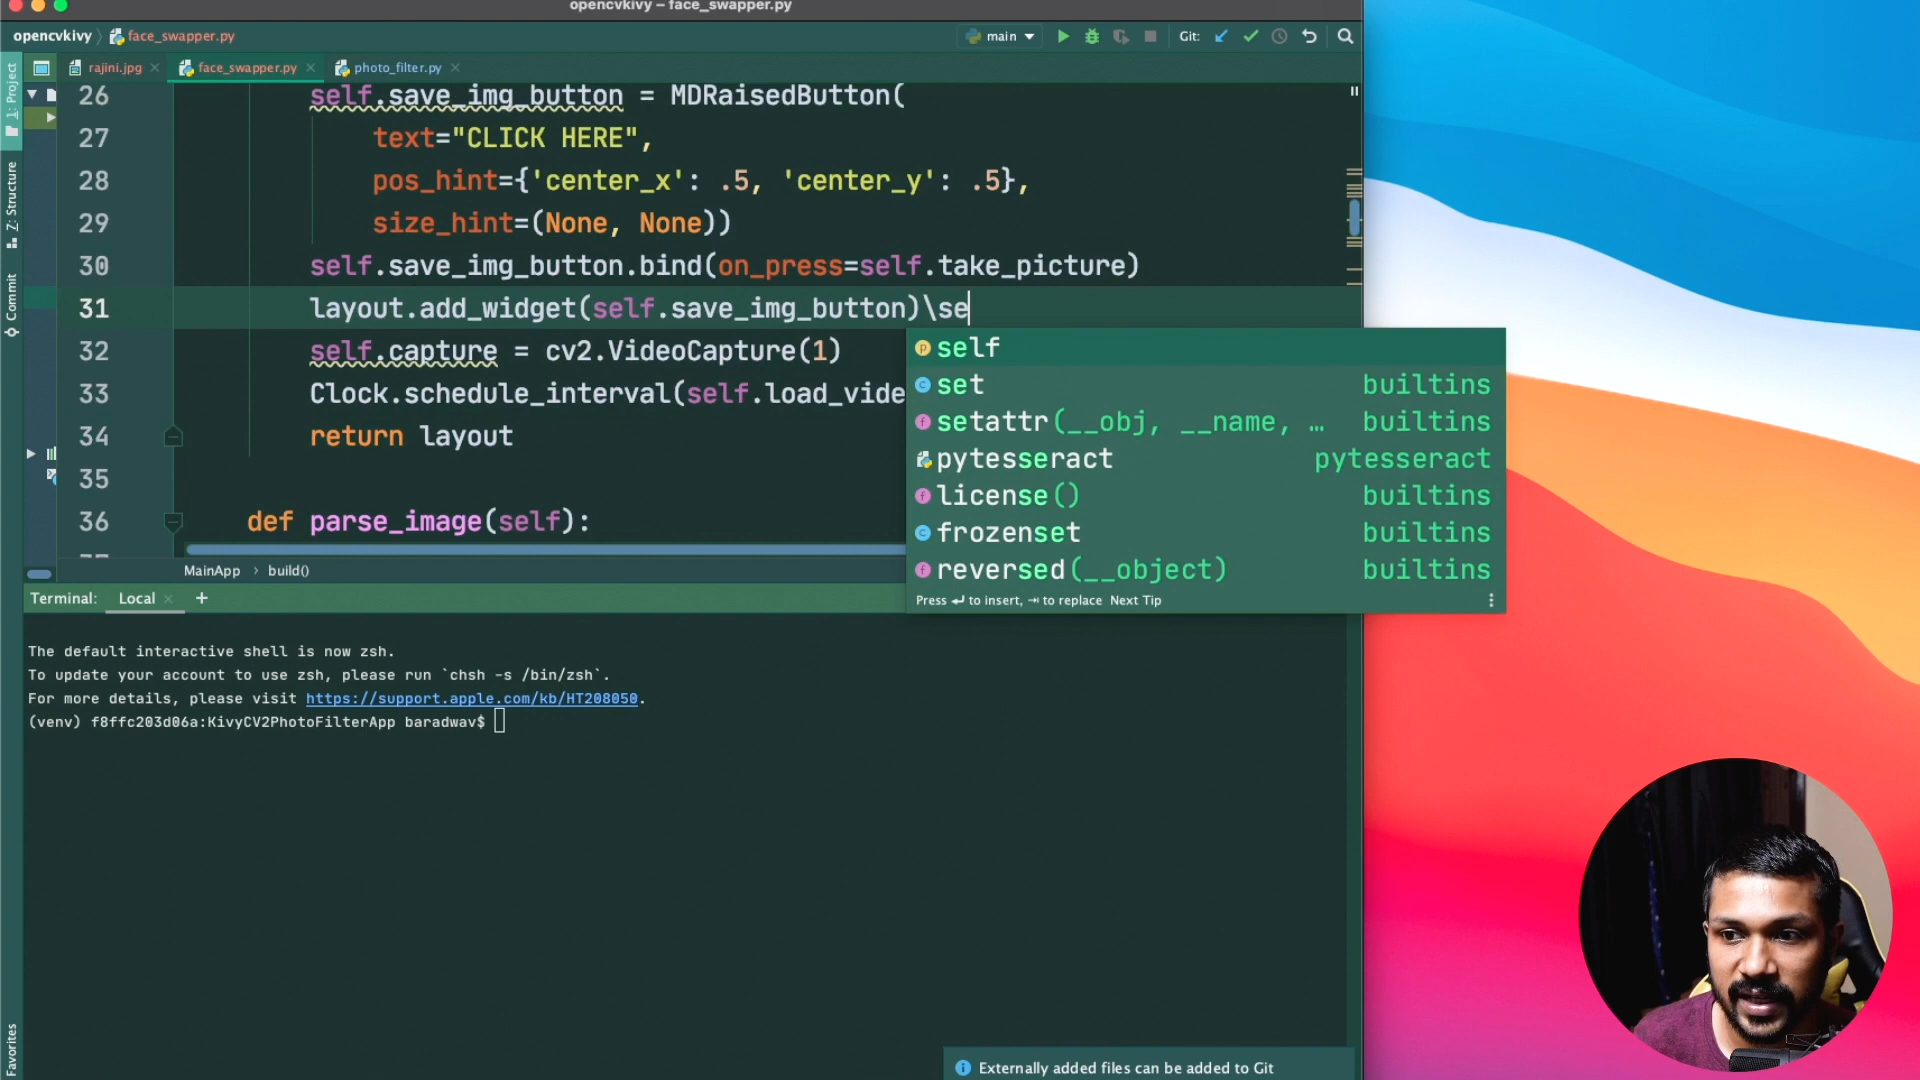 opencvkivy – face_swapper.py
opencvkivy face_swapper.py main Git:
rajini.jpg face_swapper.py photo_filter.py
1: Project
Z: Structure
Commit
Favorites
26 self.save_img_button = MDRaisedButton(
27 text="CLICK HERE",
28 pos_hint={'center_x': .5, 'center_y': .5},
29 size_hint=(None, None))
30 self.save_img_button.bind(on_press=self.take_picture)
31 layout.add_widget(self.save_img_button)\se
32 self.capture = cv2.VideoCapture(1)
33 Clock.schedule_interval(self.load_vide
34 return layout
35
36 def parse_image(self):
self
set builtins
setattr(__obj, __name, … builtins
pytesseract pytesseract
license() builtins
frozenset builtins
reversed(__object) builtins
Press ↵ to insert, ⇥ to replace Next Tip
MainApp > build()
Terminal: Local × +
The default interactive shell is now zsh.
To update your account to use zsh, please run `chsh -s /bin/zsh`.
For more details, please visit https://support.apple.com/kb/HT208050.
(venv) f8ffc203d06a:KivyCV2PhotoFilterApp baradwav$
Externally added files can be added to Git